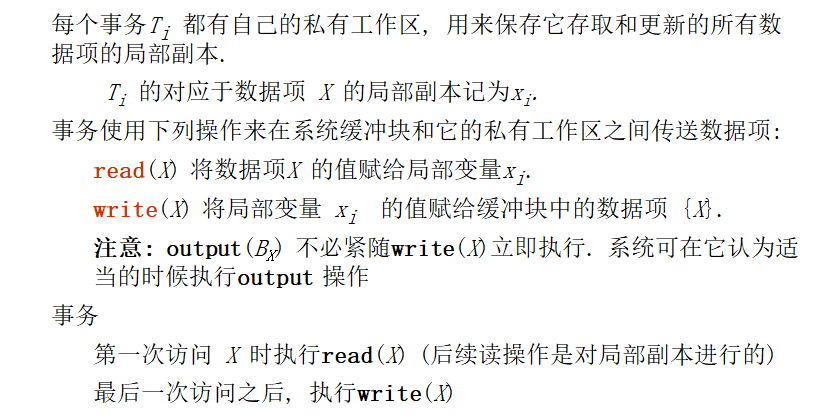 每个事务Ti 都有自己的私有工作区, 用来保存它存取和更新的所有数
据项的局部副本.
Ti 的对应于数据项 X 的局部副本记为xi.
事务使用下列操作来在系统缓冲块和它的私有工作区之间传送数据项:
read(X) 将数据项X 的值赋给局部变量xi.
write(X) 将局部变量 xi 的值赋给缓冲块中的数据项 {X}.
注意: output(BX) 不必紧随write(X)立即执行. 系统可在它认为适
当的时候执行output 操作
事务
第一次访问 X 时执行read(X) (后续读操作是对局部副本进行的)
最后一次访问之后, 执行write(X)